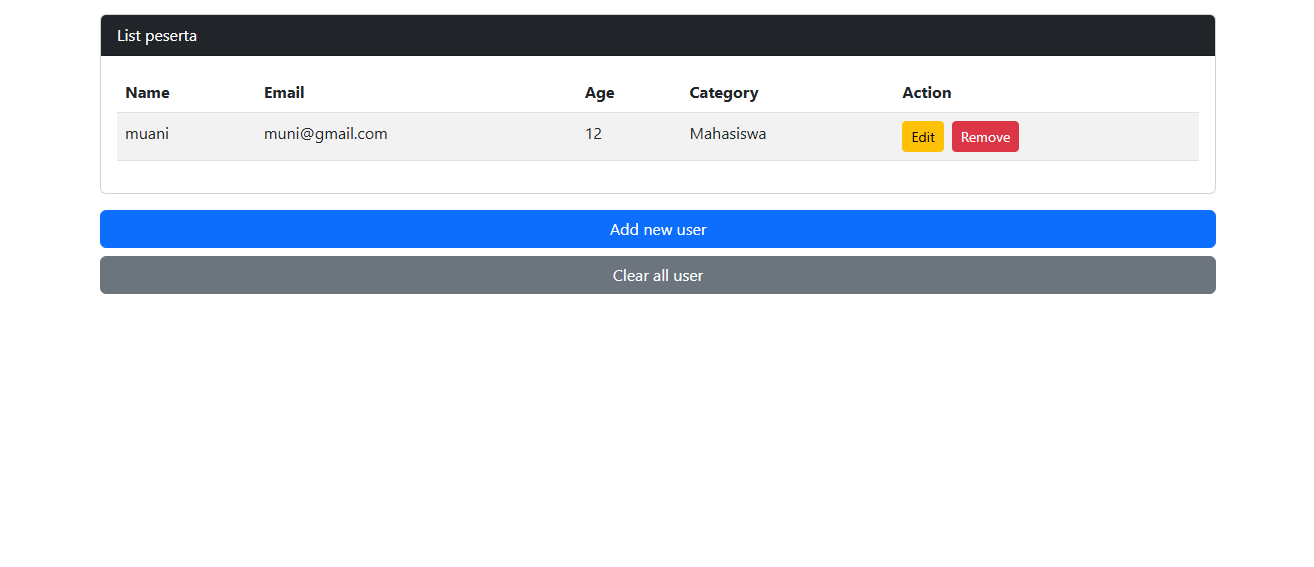 List peserta
Name Email Age Category Action
muani muni@gmail.com 12 Mahasiswa Edit Remove
Add new user
Clear all user